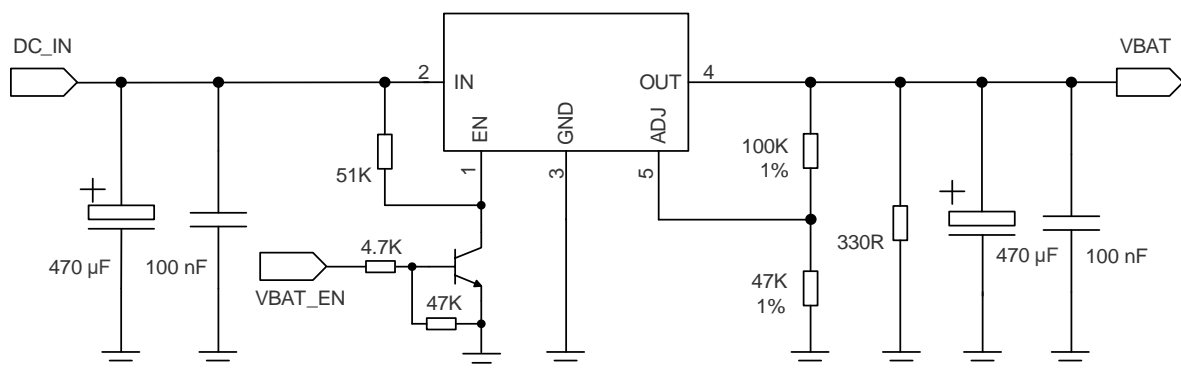 DC_IN
VBAT
2
IN
OUT
4
EN
GND
ADJ
1
3
5
51K
100K
1%
470 µF
100 nF
4.7K
VBAT_EN
47K
330R
47K
1%
470 µF
100 nF